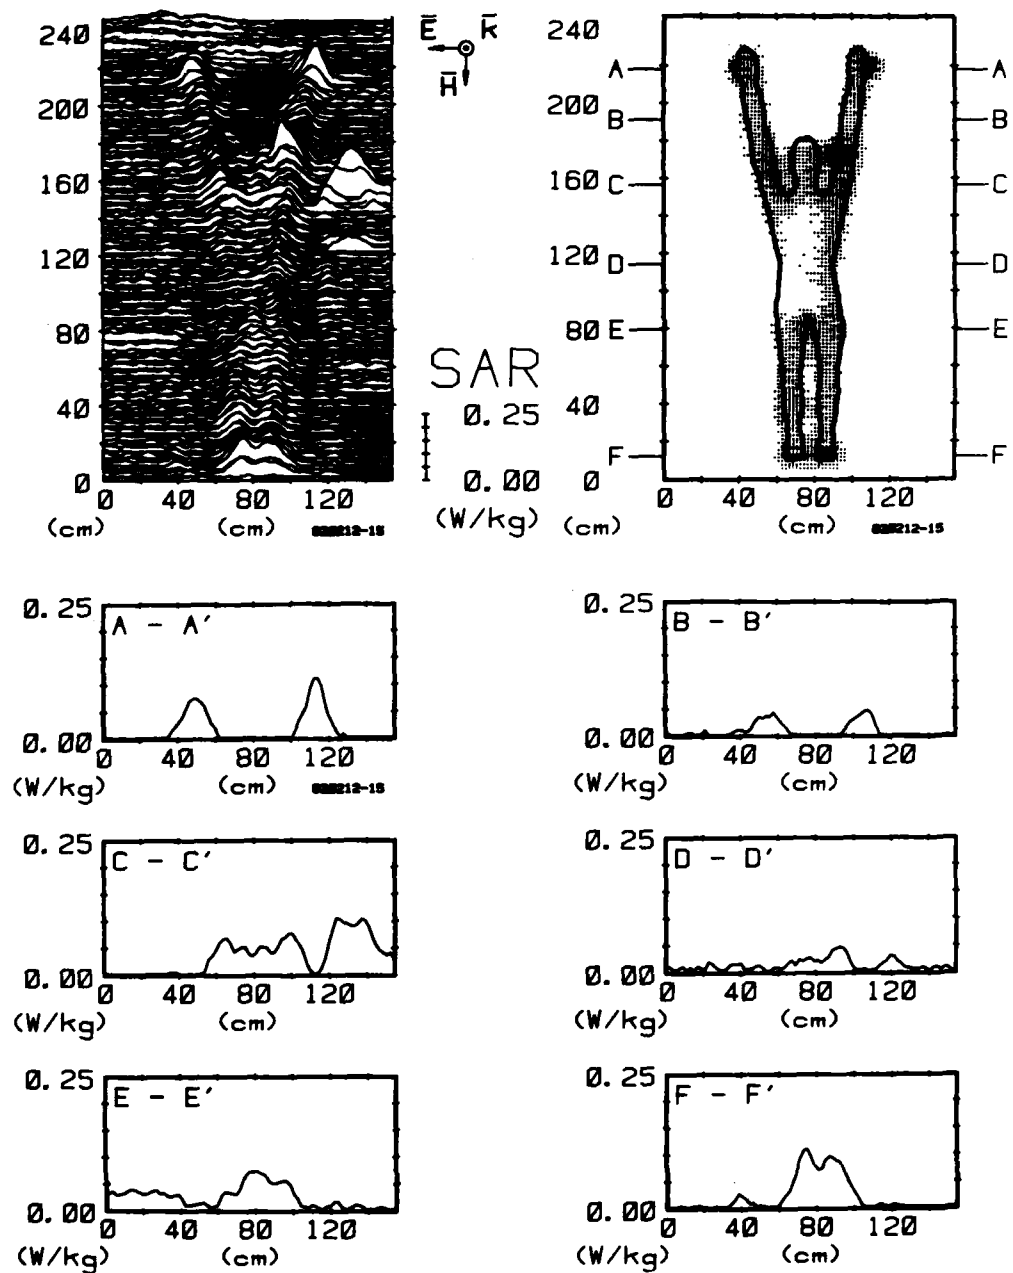 240
200
160
120
80
40
0
0 40 80 120
(cm) (cm)
E k
H
SAR
0.25
0.00
(W/kg)
240
200
160
120
80
40
0
A A
B B
C C
D D
E E
F F
0 40 80 120
(cm) (cm)
A - A'
0.25
0.00
0 40 80 120
(W/kg) (cm)
B - B'
0.25
0.00
0 40 80 120
(W/kg) (cm)
C - C'
0.25
0.00
0 40 80 120
(W/kg) (cm)
D - D'
0.25
0.00
0 40 80 120
(W/kg) (cm)
E - E'
0.25
0.00
0 40 80 120
(W/kg) (cm)
F - F'
0.25
0.00
0 40 80 120
(W/kg) (cm)